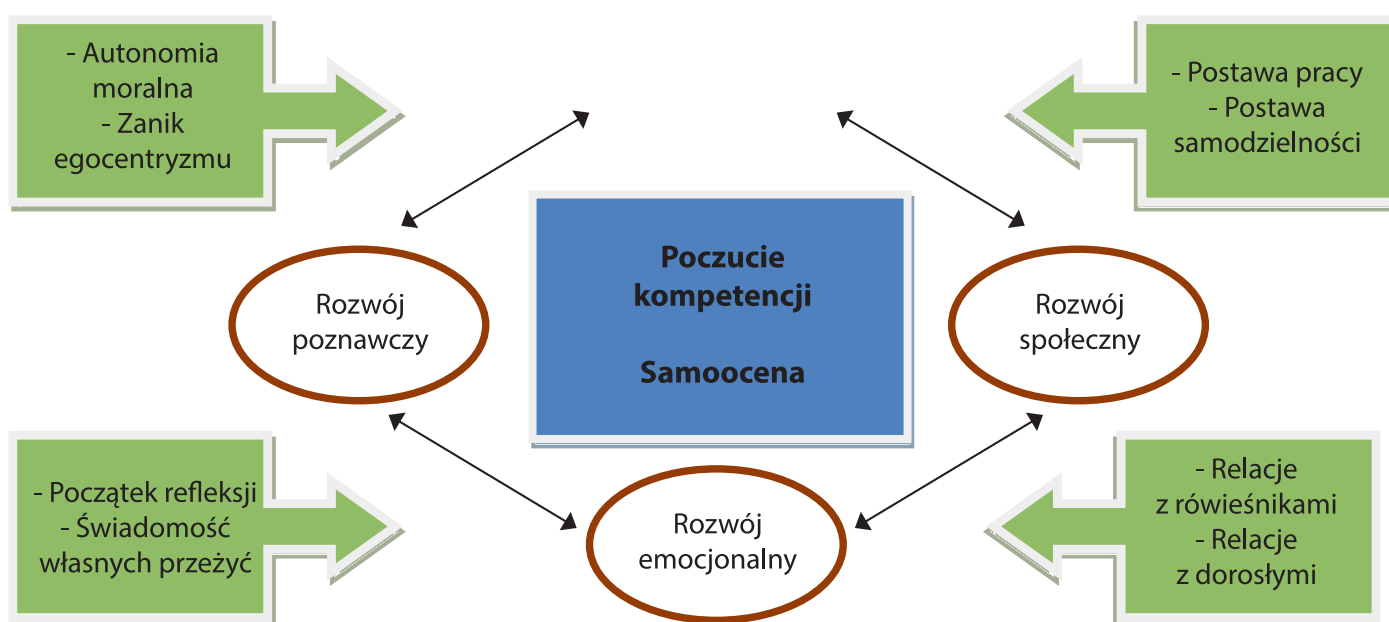 - Autonomia
moralna
- Zanik
egocentryzmu
- Postawa pracy
- Postawa
samodzielności
Poczucie
kompetencji
Samoocena
Rozwój
poznawczy
Rozwój
społeczny
- Początek refleksji
- Świadomość
własnych przeżyć
Rozwój
emocjonalny
- Relacje
z rówieśnikami
- Relacje
z dorosłymi